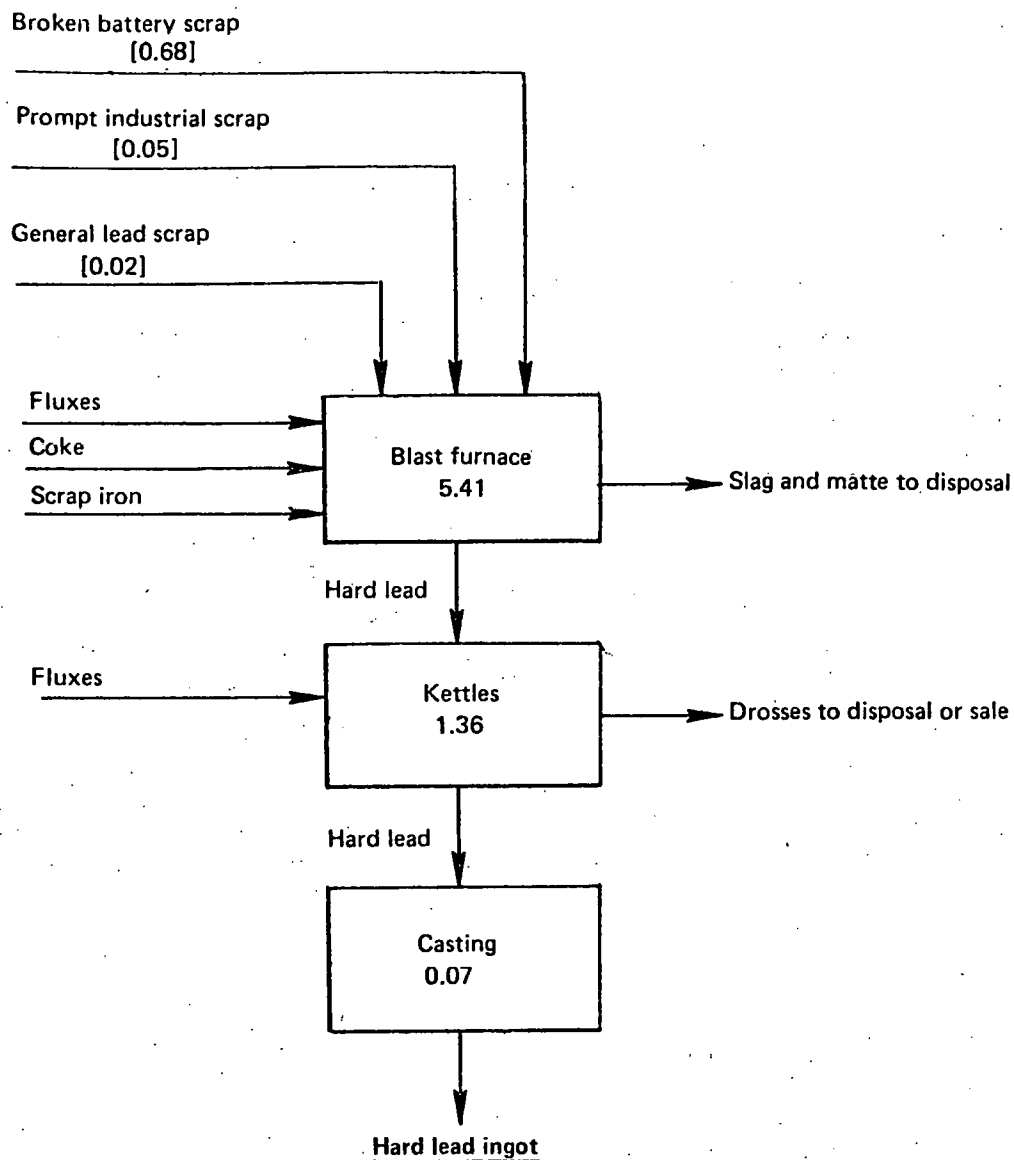 Broken battery scrap
[0.68]
Prompt industrial scrap
[0.05]
General lead scrap
[0.02]
Fluxes
Coke
Scrap iron
Blast furnace
5.41
Slag and matte to disposal
Hard lead
Fluxes
Kettles
1.36
Drosses to disposal or sale
Hard lead
Casting
0.07
Hard lead ingot